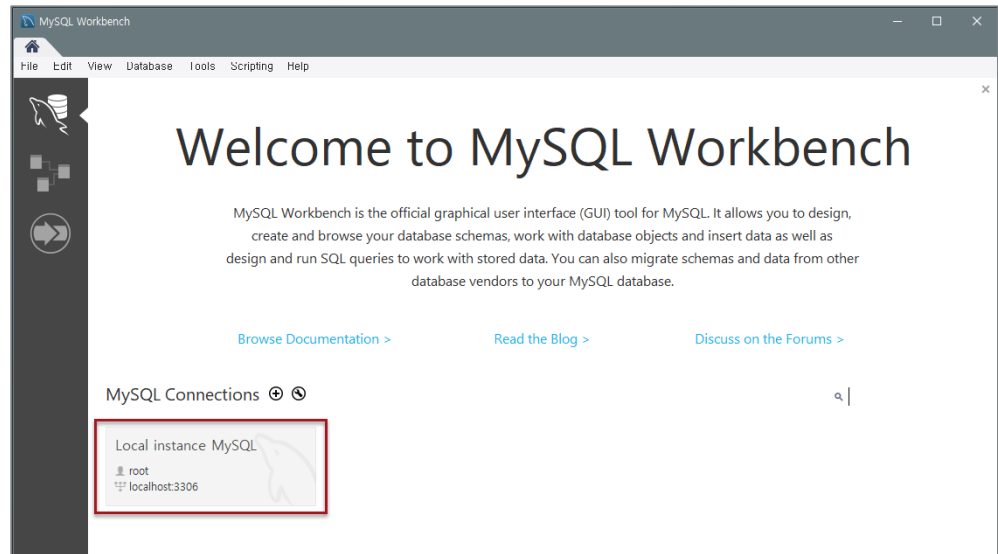 MySQL Workbench
File Edit View Database Tools Scripting Help
Welcome to MySQL Workbench
MySQL Workbench is the official graphical user interface (GUI) tool for MySQL. It allows you to design,
create and browse your database schemas, work with database objects and insert data as well as
design and run SQL queries to work with stored data. You can also migrate schemas and data from other
database vendors to your MySQL database.
Browse Documentation > Read the Blog > Discuss on the Forums >
MySQL Connections
Local instance MySQL
root
localhost:3306